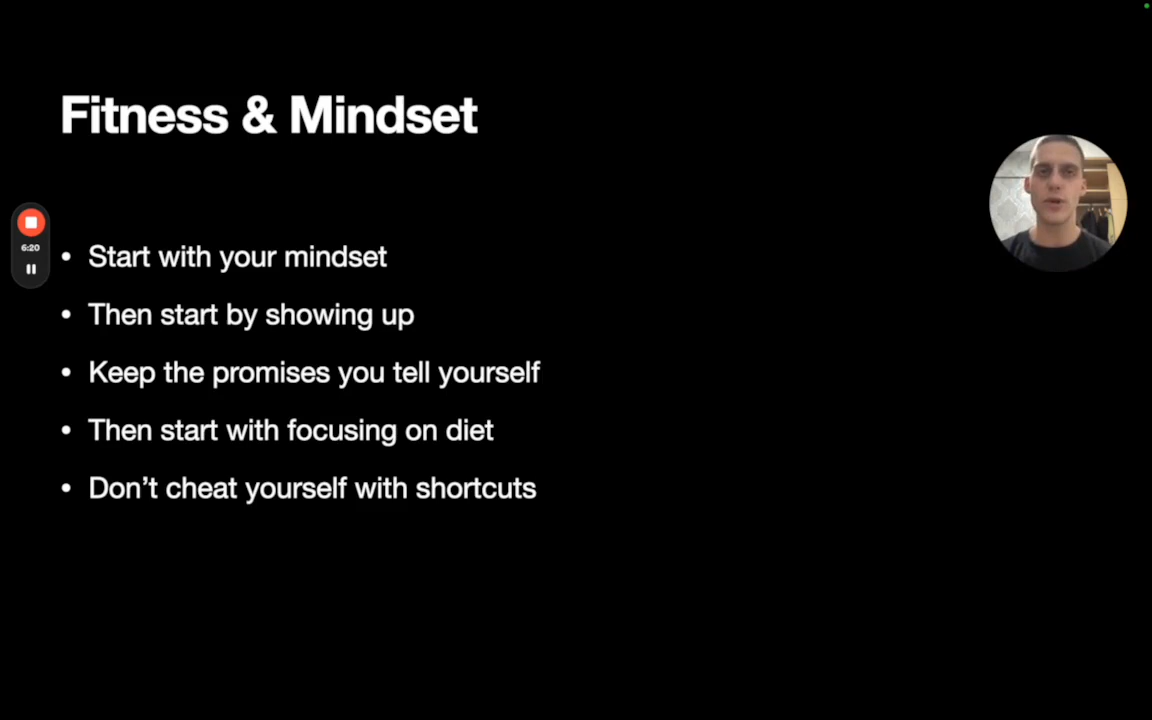 Fitness & Mindset
6:20
• Start with your mindset
• Then start by showing up
• Keep the promises you tell yourself
• Then start with focusing on diet
• Don’t cheat yourself with shortcuts